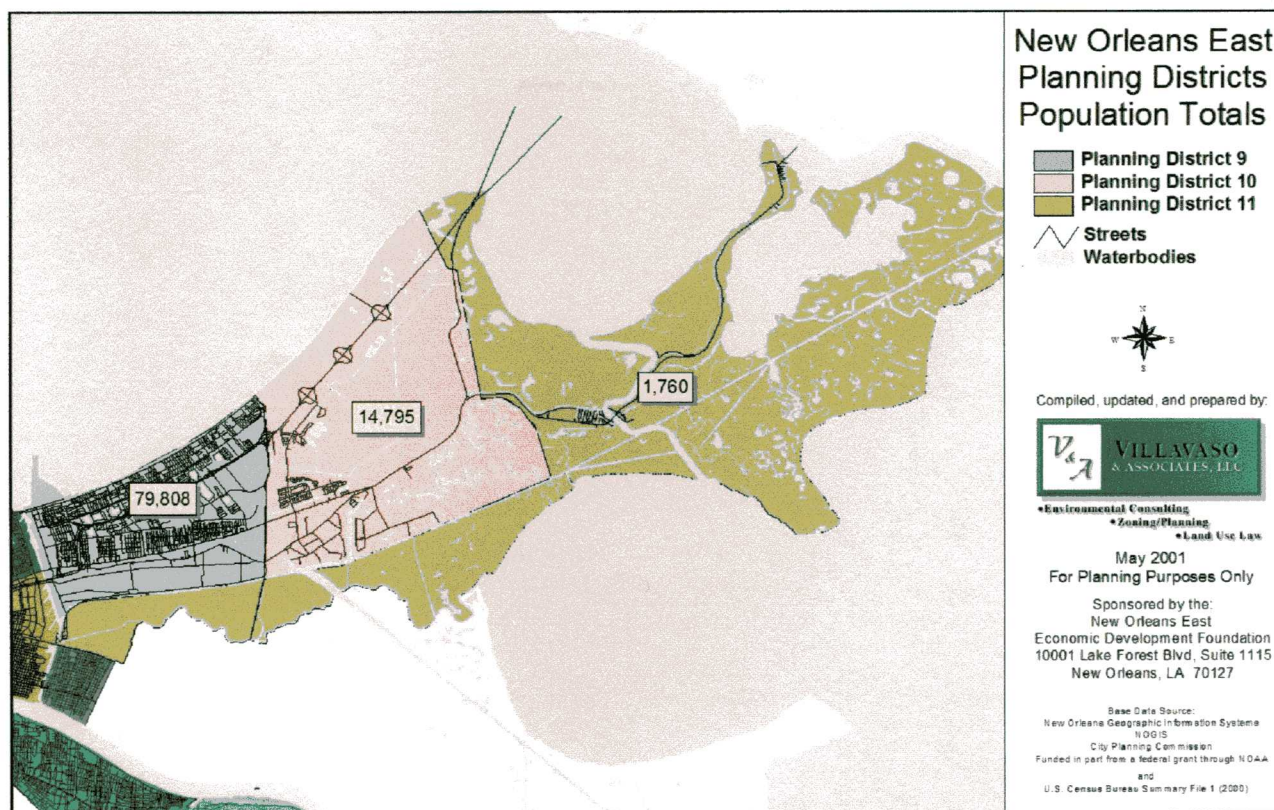 New Orleans East
Planning Districts
Population Totals
Planning District 9
Planning District 10
Planning District 11
Streets
Waterbodies
N
W E
S
1,760
14,795
79,808
Compiled, updated, and prepared by:
V&A
VILLAVASO
& ASSOCIATES, LLC
•Environmental Consulting
•Zoning/Planning
•Land Use Law
May 2001
For Planning Purposes Only
Sponsored by the:
New Orleans East
Economic Development Foundation
10001 Lake Forest Blvd, Suite 1115
New Orleans, LA 70127
Base Data Source:
New Orleans Geographic Information Systems
NOGIS
City Planning Commission
Funded in part from a federal grant through NOAA
and
U.S. Census Bureau Summary File 1 (2000)